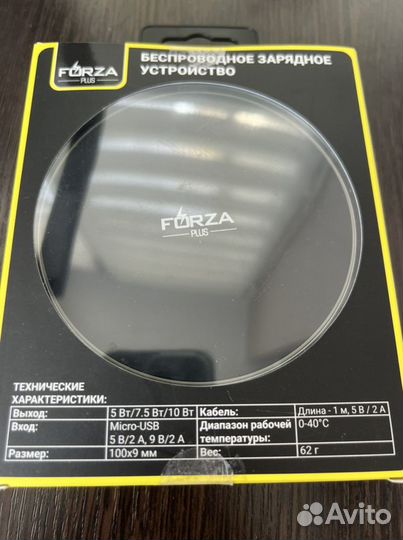 FORZA
PLUS
БЕСПРОВОДНОЕ ЗАРЯДНОЕ
УСТРОЙСТВО
FORZA
PLUS
ТЕХНИЧЕСКИЕ
ХАРАКТЕРИСТИКИ:
Выход: 5 Вт/7.5 Вт/10 Вт Кабель: Длина - 1 м, 5 В / 2 А
Вход: Micro-USB Диапазон рабочей 0-40°C
5 В/2 А, 9 В/2 А температуры:
Размер: 100x9 мм Вес: 62 г
Avito